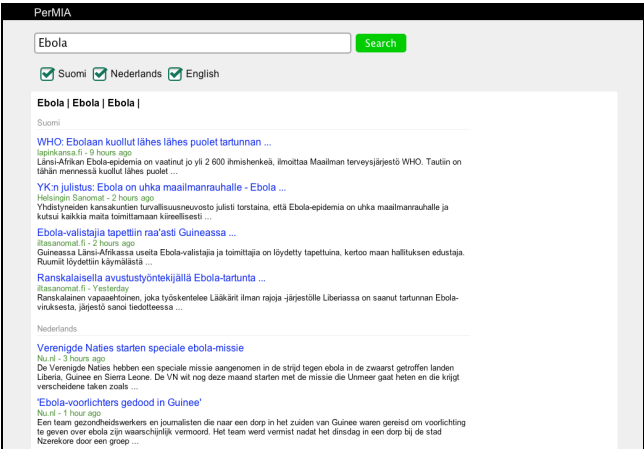 PerMIA
Ebola
Search
Suomi Nederlands English
Ebola | Ebola | Ebola |
Suomi
WHO: Ebolaan kuollut lähes lähes puolet tartunnan ...
lapinkansa.fi - 9 hours ago
Länsi-Afrikan Ebola-epidemia on vaatinut jo yli 2 600 ihmishenkeä, ilmoittaa Maailman terveysjärjestö WHO. Tautiin on
tähän mennessä kuollut lähes puolet ...
YK:n julistus: Ebola on uhka maailmanrauhalle - Ebola ...
Helsingin Sanomat - 2 hours ago
Yhdistyneiden kansakuntien turvallisuusneuvosto julisti torstaina, että Ebola-epidemia on uhka maailmanrauhalle ja
kutsui kaikkia maita toimittamaan kiireellisesti ...
Ebola-valistajia tapettiin raa'asti Guineassa ...
iltasanomat.fi - 2 hours ago
Guineassa Länsi-Afrikassa useita Ebola-valistajia ja toimittajia on löydetty tapettuina, kertoo maan hallituksen edustaja.
Ruumiit löydettiin käymälästä ...
Ranskalaisella avustustyöntekijällä Ebola-tartunta ...
iltasanomat.fi - Yesterday
Ranskalainen vapaaehtoinen, joka työskentelee Lääkärit ilman rajoja -järjestölle Liberiassa on saanut tartunnan Ebola-
viruksesta, järjestö sanoi tiedotteessa ...
Nederlands
Verenigde Naties starten speciale ebola-missie
Nu.nl - 3 hours ago
De Verenigde Naties hebben een speciale missie aangenomen in de strijd tegen ebola in de zwaarst getroffen landen
Liberia, Guinee en Sierra Leone. De VN wit nog deze maand starten met de missie die Unmeer gaat heten en die krijgt
verscheidene taken zoals ...
'Ebola-voorlichters gedood in Guinee'
Nu.nl - 1 hour ago
Een team gezondheidswerkers en journalisten die naar een dorp in het zuiden van Guinee waren gereisd om voorlichting
te geven over ebola zijn waarschijnlijk vermoord. Het team werd vermist nadat het dinsdag in een dorp bij de stad
Nzerekore door een groep ...